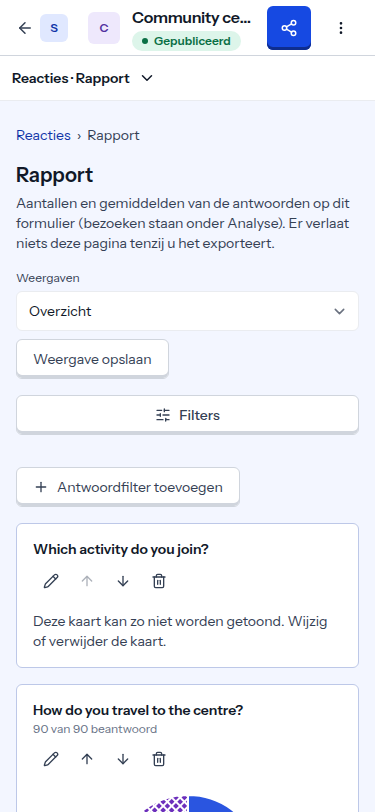 S
C
Community ce...
Gepubliceerd
Reacties · Rapport
Reacties › Rapport
Rapport
Aantallen en gemiddelden van de antwoorden op dit
formulier (bezoeken staan onder Analyse). Er verlaat
niets deze pagina tenzij u het exporteert.
Weergaven
Overzicht
Weergave opslaan
Filters
Antwoordfilter toevoegen
Which activity do you join?
Deze kaart kan zo niet worden getoond. Wijzig
of verwijder de kaart.
How do you travel to the centre?
90 van 90 beantwoord